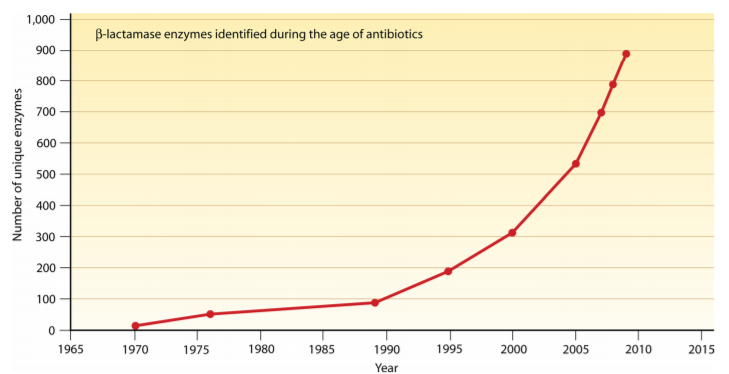 β-lactamase enzymes identified during the age of antibiotics
1,000
900
800
700
600
500
400
300
200
100
0
Number of unique enzymes
1965 1970 1975 1980 1985 1990 1995 2000 2005 2010 2015
Year